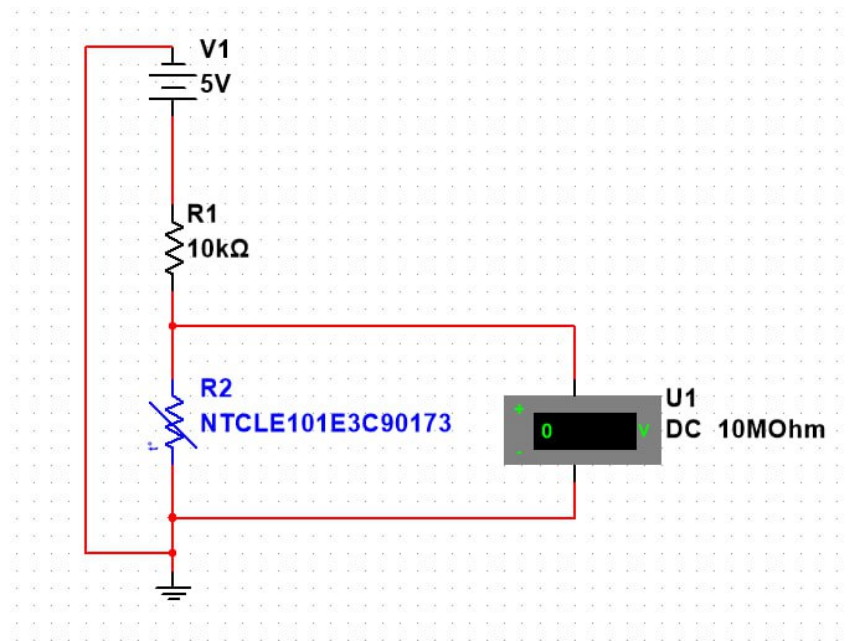 V1
5V
R1
10kΩ
R2
NTCLE101E3C90173
t°
U1
+
0 V
-
DC 10MOhm